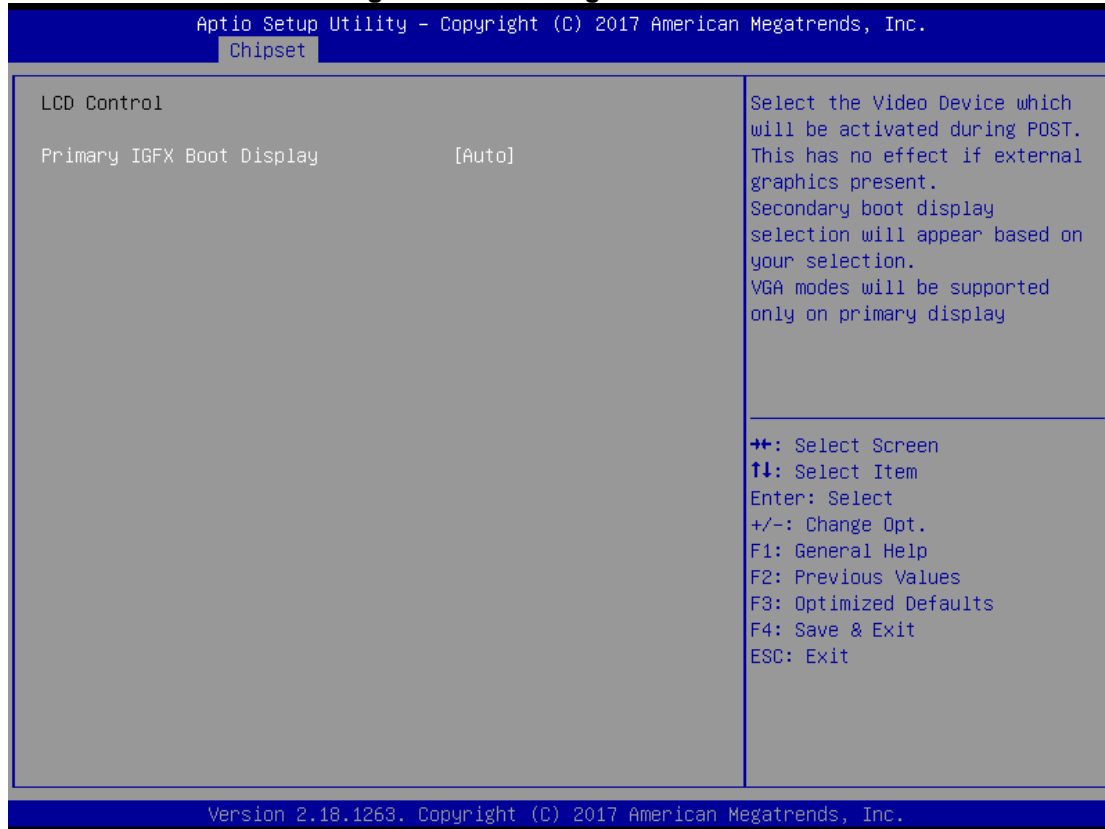 Aptio Setup Utility – Copyright (C) 2017 American Megatrends, Inc.
Chipset
LCD Control
Primary IGFX Boot Display [Auto]
Select the Video Device which
will be activated during POST.
This has no effect if external
graphics present.
Secondary boot display
selection will appear based on
your selection.
VGA modes will be supported
only on primary display
→←: Select Screen
↑↓: Select Item
Enter: Select
+/-: Change Opt.
F1: General Help
F2: Previous Values
F3: Optimized Defaults
F4: Save & Exit
ESC: Exit
Version 2.18.1263. Copyright (C) 2017 American Megatrends, Inc.